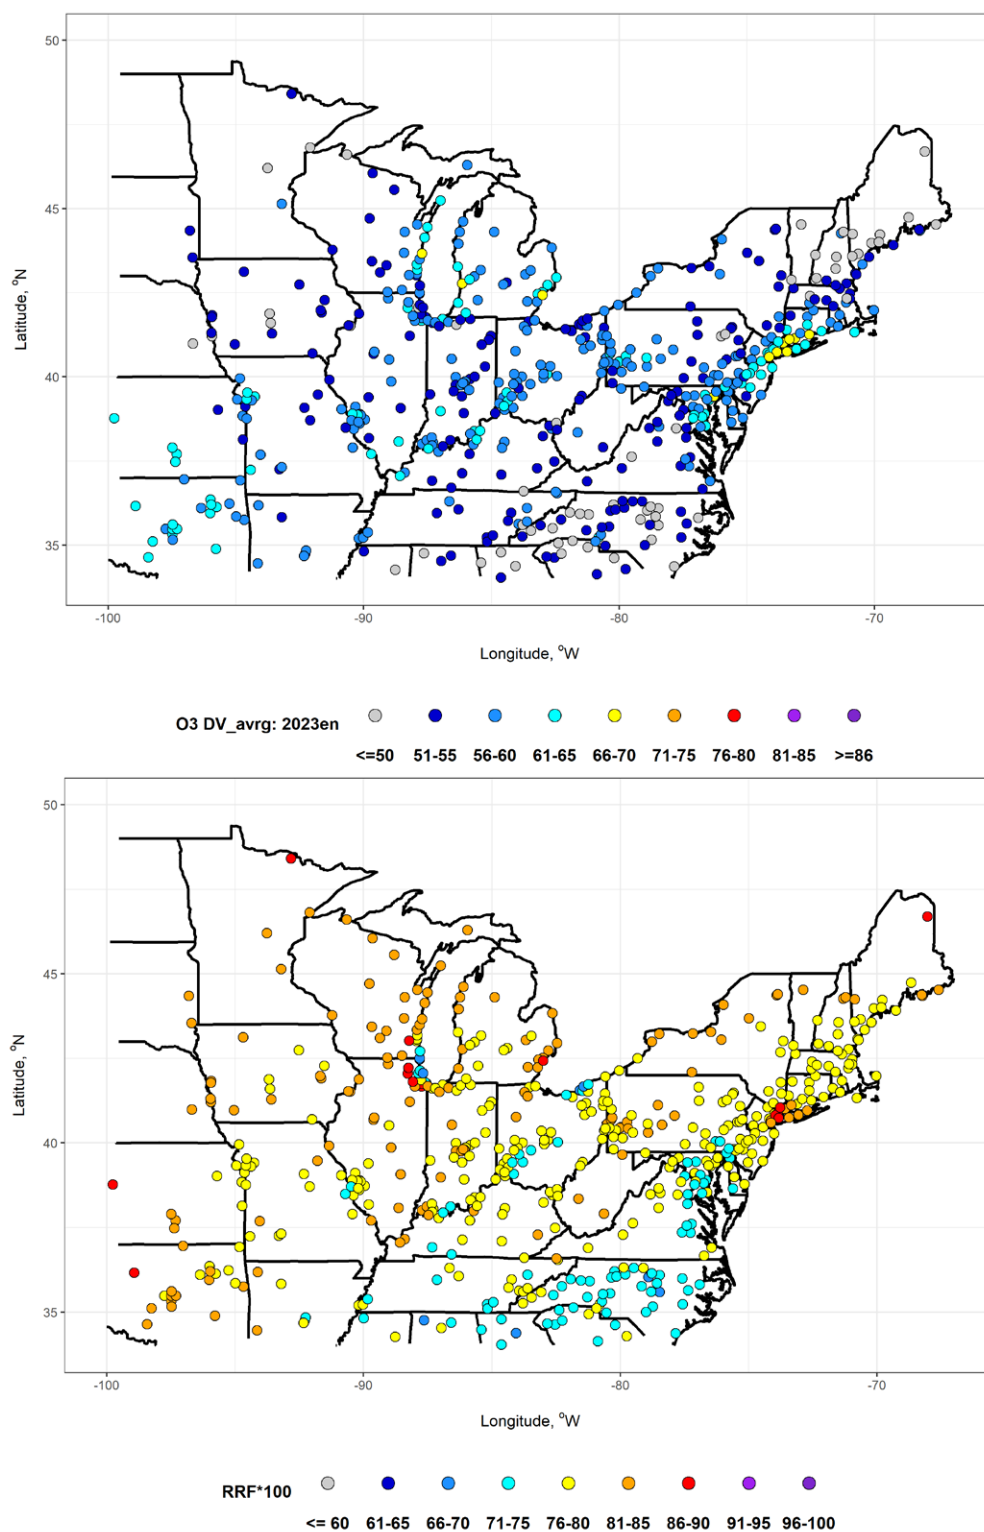 50
45
40
35
Latitude, °N
-100 -90 -80 -70
Longitude, °W
O3 DV_avrg: 2023en
<=50 51-55 56-60 61-65 66-70 71-75 76-80 81-85 >=86
50
45
40
35
Latitude, °N
-100 -90 -80 -70
Longitude, °W
RRF*100
<= 60 61-65 66-70 71-75 76-80 81-85 86-90 91-95 96-100